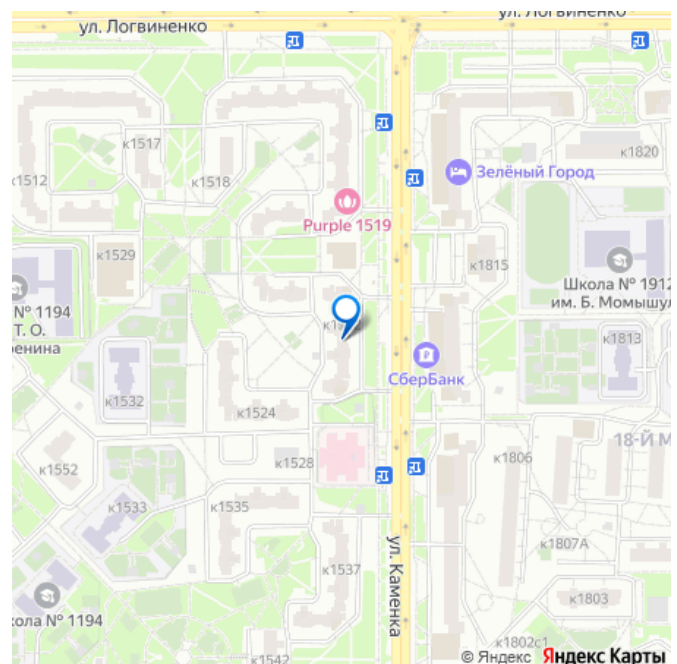 ул. Логвиненко
ул. Логвиненко
к1517
к1820
к1512
к1518
Зелёный Город
Purple 1519
к1529
к1815
Школа № 1912
им. Б. Момышул
№ 1194
Т. О.
ренина
к1813
СберБанк
к1532
к1524
18-Й М
к1528
к1806
к1552
к1533
к1535
к1807А
ул. Каменка
к1537
к1803
кола № 1194
к1542
к1802с1
© Яндекс Яндекс Карты